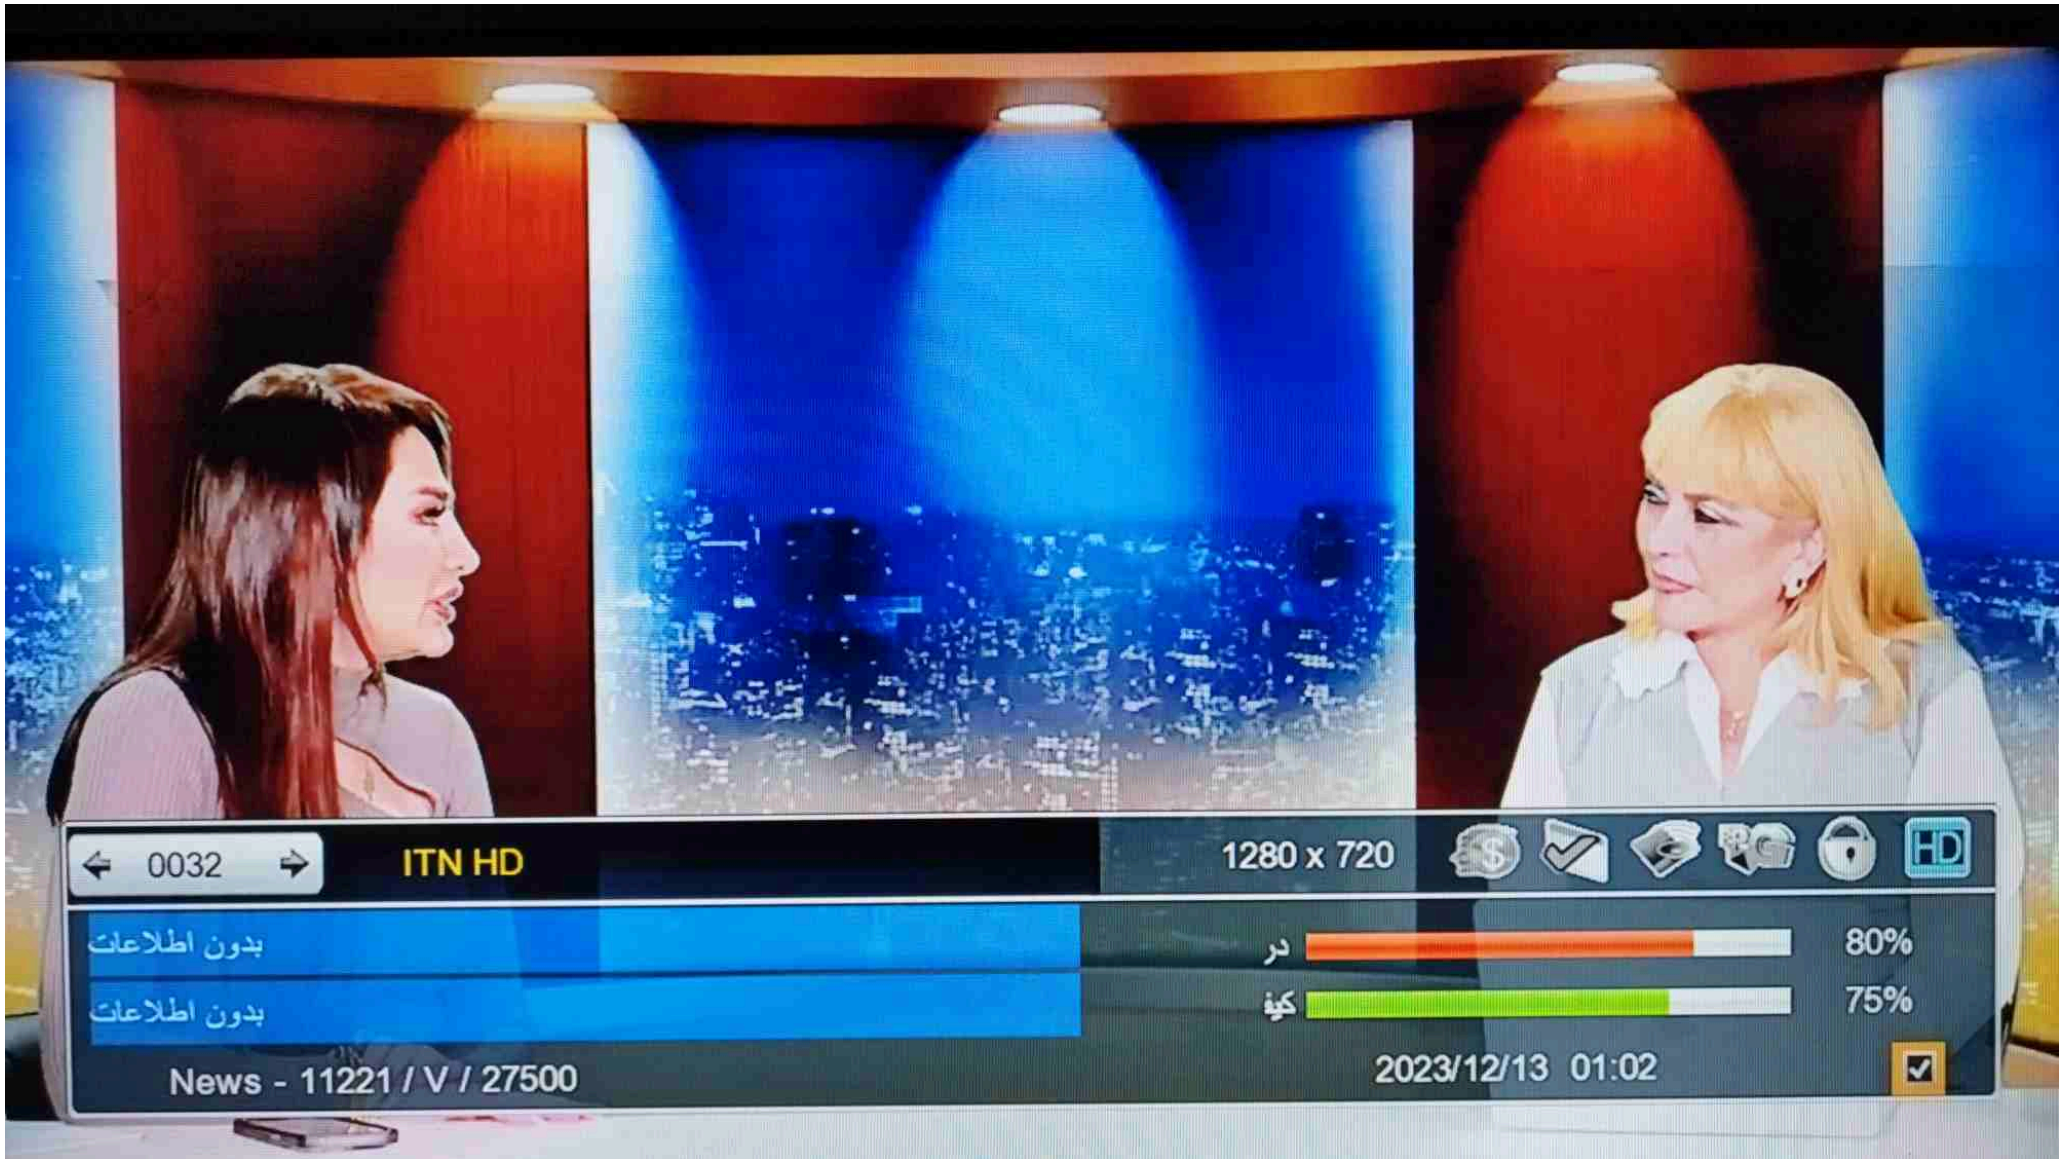 0032
ITN HD
1280 x 720
HD
بدون اطلاعات
در
80%
بدون اطلاعات
كيف
75%
News - 11221 / V / 27500
2023/12/13 01:02